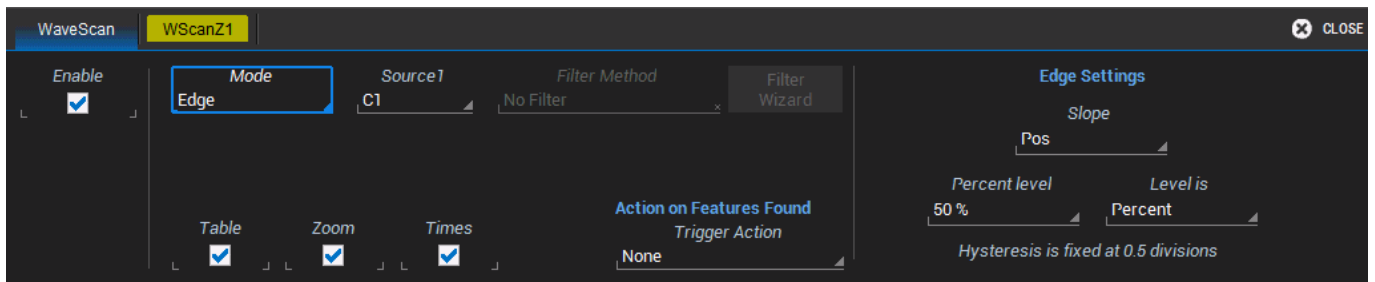 WaveScan WScanZ1 CLOSE
Enable Mode Source1 Filter Method Filter Wizard Edge Settings
Edge C1 No Filter
Slope
Pos
Percent level Level is
50 % Percent
Action on Features Found
Table Zoom Times Trigger Action
None
Hysteresis is fixed at 0.5 divisions